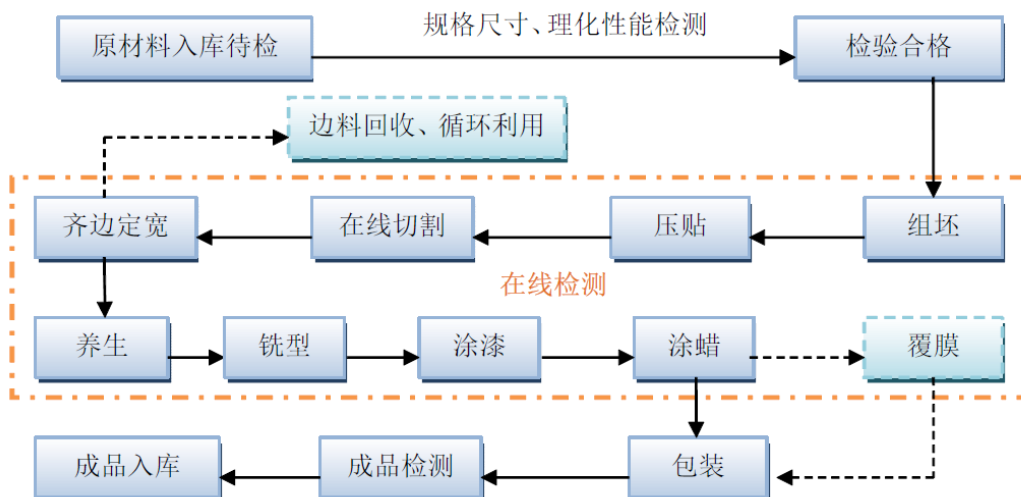 原材料入库待检
规格尺寸、理化性能检测
检验合格
边料回收、循环利用
齐边定宽
在线切割
压贴
组坯
在线检测
养生
铣型
涂漆
涂蜡
覆膜
成品入库
成品检测
包装